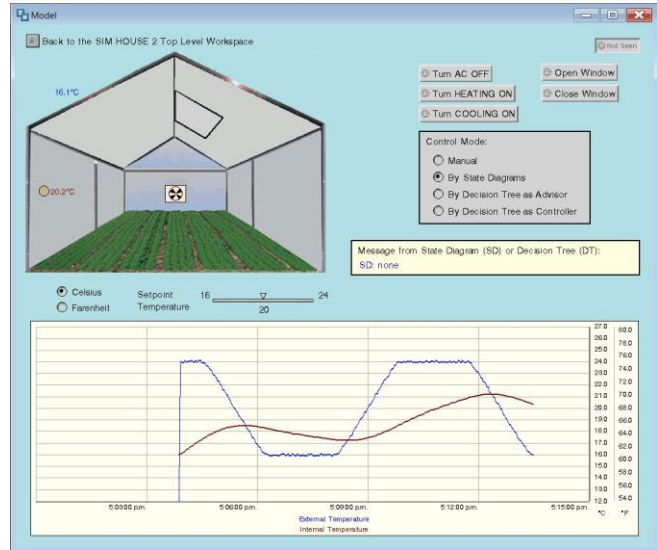 Model
Back to the SIM HOUSE 2 Top Level Workspace
Not Seen
16.1°C
Turn AC OFF
Open Window
Turn HEATING ON
Close Window
Turn COOLING ON
Control Mode:
Manual
By State Diagrams
By Decision Tree as Advisor
By Decision Tree as Controller
20.2°C
Message from State Diagram (SD) or Decision Tree (DT):
SD: none
Celsius
Farenheit
Setpoint
Temperature
16
24
20
27.0
26.0
25.0
24.0
23.0
22.0
21.0
20.0
19.0
18.0
17.0
16.0
15.0
14.0
13.0
12.0
°C
80.0
78.0
76.0
74.0
72.0
70.0
68.0
66.0
64.0
62.0
60.0
58.0
56.0
54.0
°F
5:03:00 p.m.
5:06:00 p.m.
5:09:00 p.m.
5:12:00 p.m.
5:15:00 p.m.
External Temperature
Internal Temperature